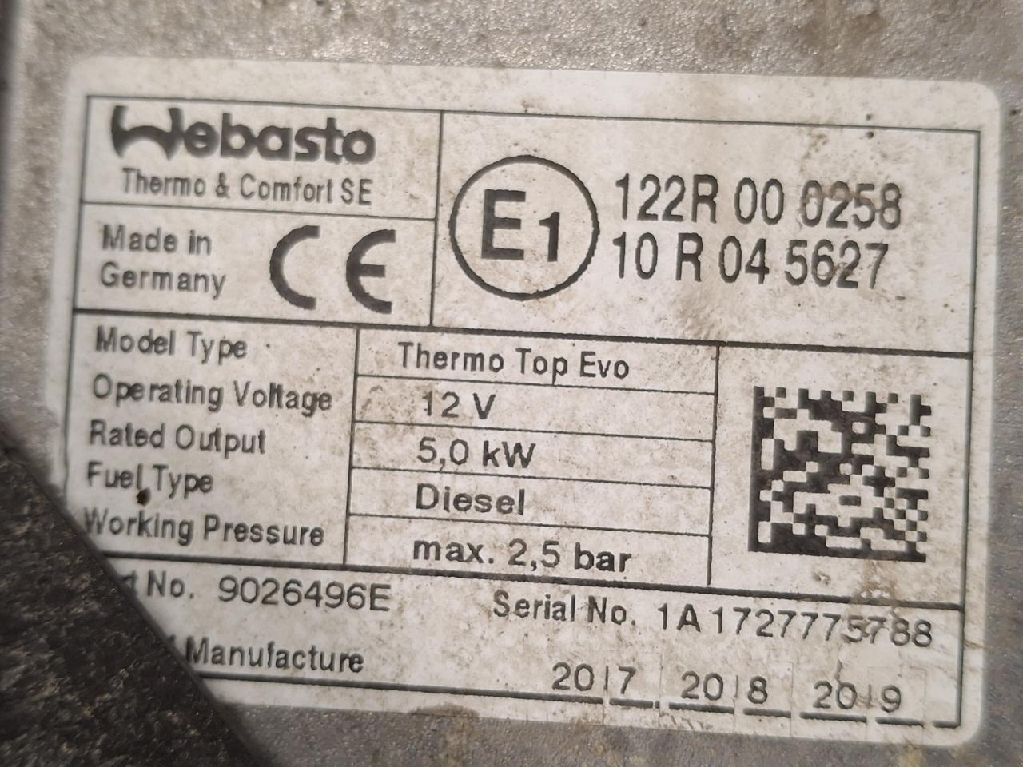 Webasto
Thermo & Comfort SE
Made in
Germany
CE
E1
122R 00 0258
10 R 04 5627
Model Type Thermo Top Evo
Operating Voltage 12 V
Rated Output 5,0 kW
Fuel Type Diesel
Working Pressure max. 2,5 bar
No. 9026496E Serial No. 1A1727775788
Manufacture 2017 2018 2019